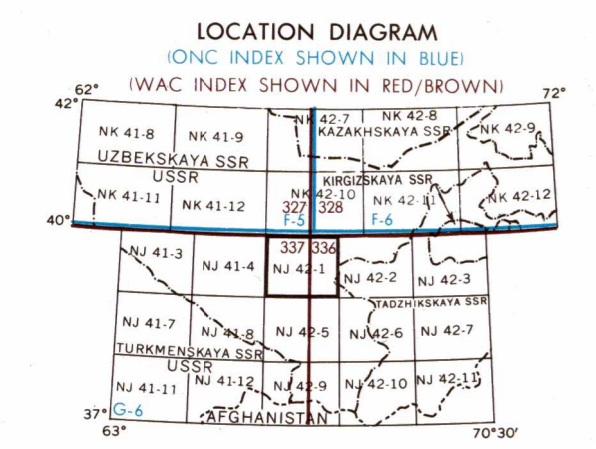 LOCATION DIAGRAM
(ONC INDEX SHOWN IN BLUE)
(WAC INDEX SHOWN IN RED/BROWN)
62° 72°
42°
NK 42-7 NK 42-8
NK 41-8 NK 41-9 KAZAKHSKAYA SSR NK 42-9
UZBEKSKAYA SSR
USSR KIRGIZSKAYA SSR
NK 41-11 NK 41-12 NK 42-10 NK 42-11 NK 42-12
327 328
40° F-5 F-6
337 336
NJ 41-3 NJ 41-4 NJ 42-1 NJ 42-2 NJ 42-3
TADZHIKSKAYA SSR
NJ 41-7 NJ 41-8 NJ 42-5 NJ 42-6 NJ 42-7
TURKMENSKAYA SSR
USSR
NJ 41-11 NJ 41-12 NJ 42-9 NJ 42-10 NJ 42-11
37° G-6 AFGHANISTAN
63° 70°30'